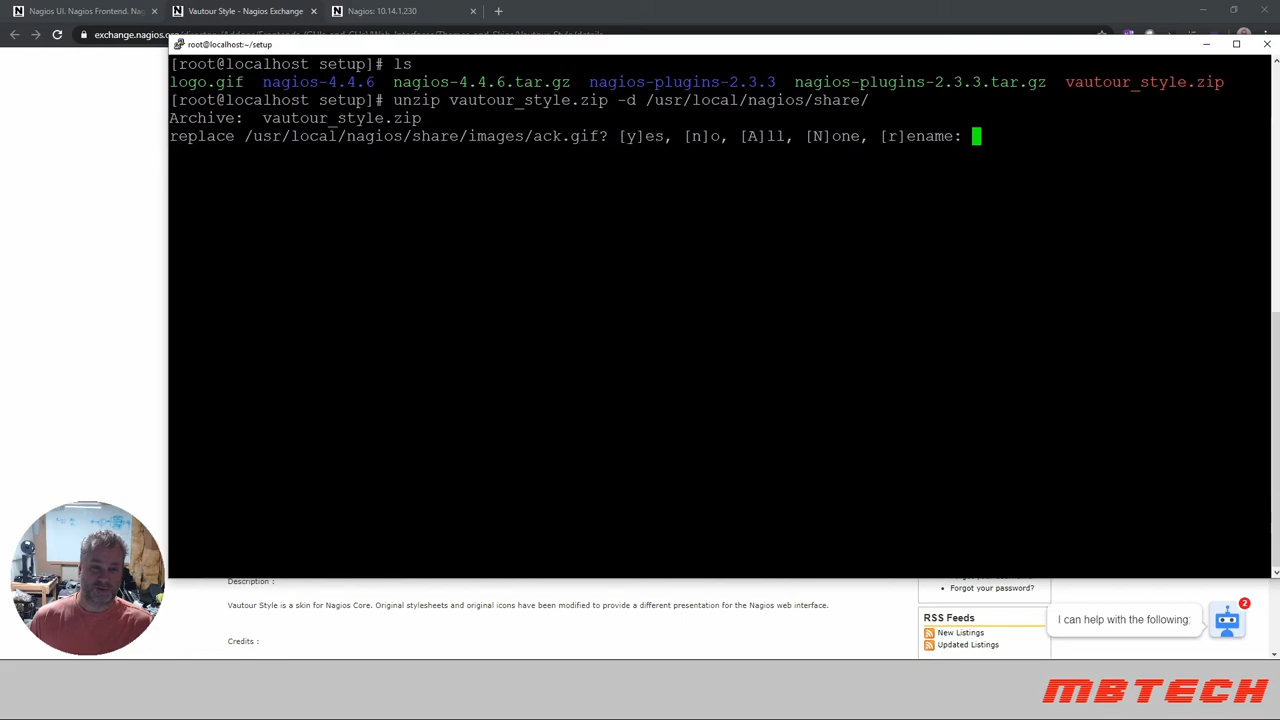 Nagios UI. Nagios Frontend. Nag
Vautour Style - Nagios Exchange
Nagios: 10.14.1.230
root@localhost:~/setup
[root@localhost setup]# ls
logo.gif nagios-4.4.6 nagios-4.4.6.tar.gz nagios-plugins-2.3.3 nagios-plugins-2.3.3.tar.gz vautour_style.zip
[root@localhost setup]# unzip vautour_style.zip -d /usr/local/nagios/share/
Archive: vautour_style.zip
replace /usr/local/nagios/share/images/ack.gif? [y]es, [n]o, [A]ll, [N]one, [r]ename:
Description :
Vautour Style is a skin for Nagios Core. Original stylesheets and original icons have been modified to provide a different presentation for the Nagios web interface.
Credits :
Forgot your password?
RSS Feeds
New Listings
Updated Listings
I can help with the following:
2
MBTECH